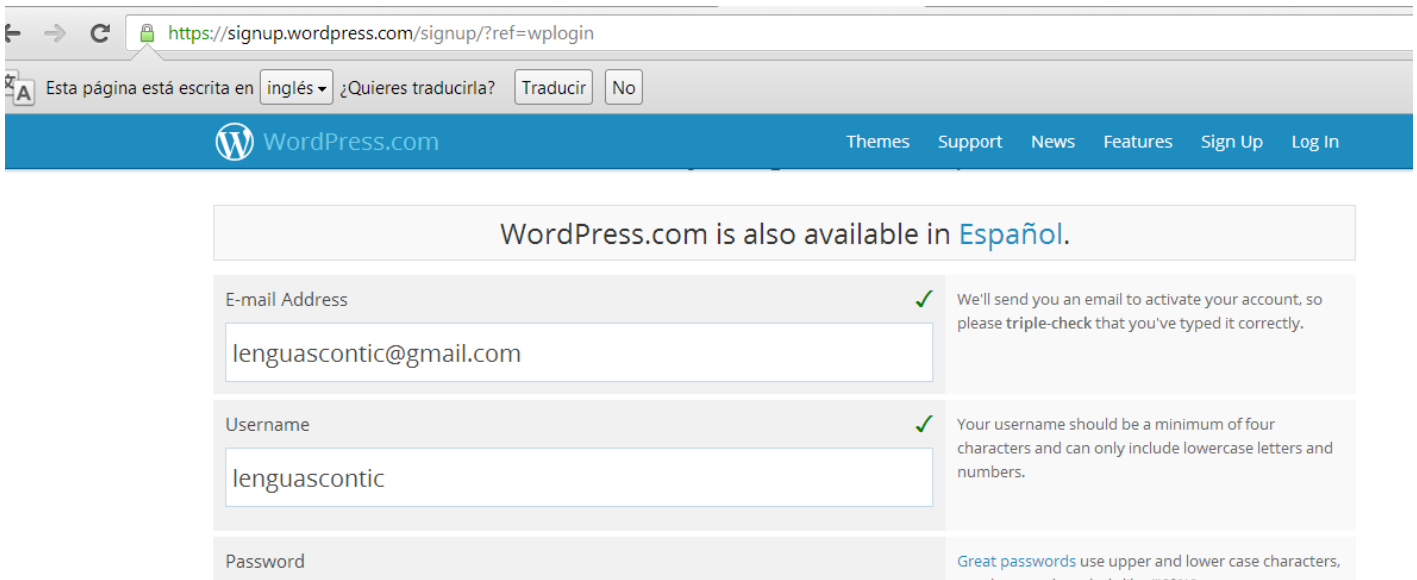 https://signup.wordpress.com/signup/?ref=wplogin
Esta página está escrita en inglés ¿Quieres traducirla? Traducir No
WordPress.com Themes Support News Features Sign Up Log In
WordPress.com is also available in Español.
E-mail Address
We'll send you an email to activate your account, so
please triple-check that you've typed it correctly.
lenguascontic@gmail.com
Username
Your username should be a minimum of four
characters and can only include lowercase letters and
numbers.
lenguascontic
Password
Great passwords use upper and lower case characters,